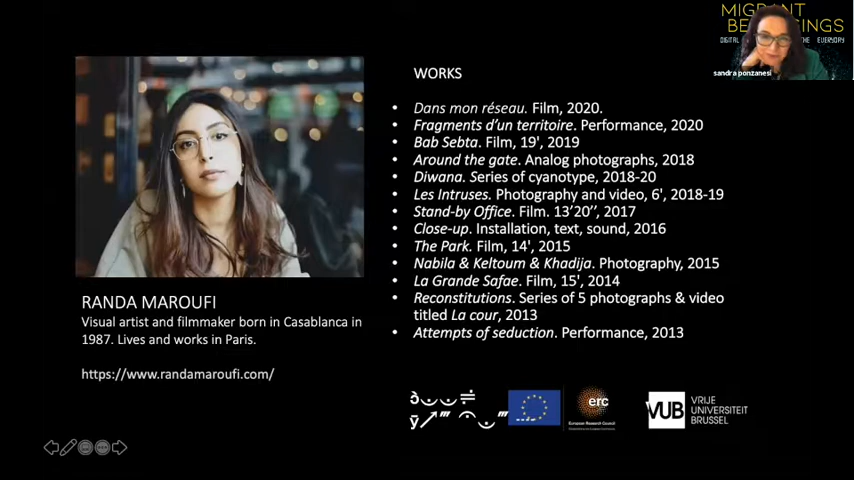 MIGRANT
BE
NGS
DIGITAL
THE EVERYDAY
sandra ponzanesi
WORKS
• Dans mon réseau. Film, 2020.
• Fragments d'un territoire. Performance, 2020
• Bab Sebta. Film, 19', 2019
• Around the gate. Analog photographs, 2018
• Diwana. Series of cyanotype, 2018-20
• Les Intruses. Photography and video, 6', 2018-19
• Stand-by Office. Film. 13'20'', 2017
• Close-up. Installation, text, sound, 2016
• The Park. Film, 14', 2015
• Nabila & Keltoum & Khadija. Photography, 2015
• La Grande Safae. Film, 15', 2014
• Reconstitutions. Series of 5 photographs & video
titled La cour, 2013
• Attempts of seduction. Performance, 2013
RANDA MAROUFI
Visual artist and filmmaker born in Casablanca in
1987. Lives and works in Paris.
https://www.randamaroufi.com/
erc
European Research Council
VUB
VRIJE
UNIVERSITEIT
BRUSSEL